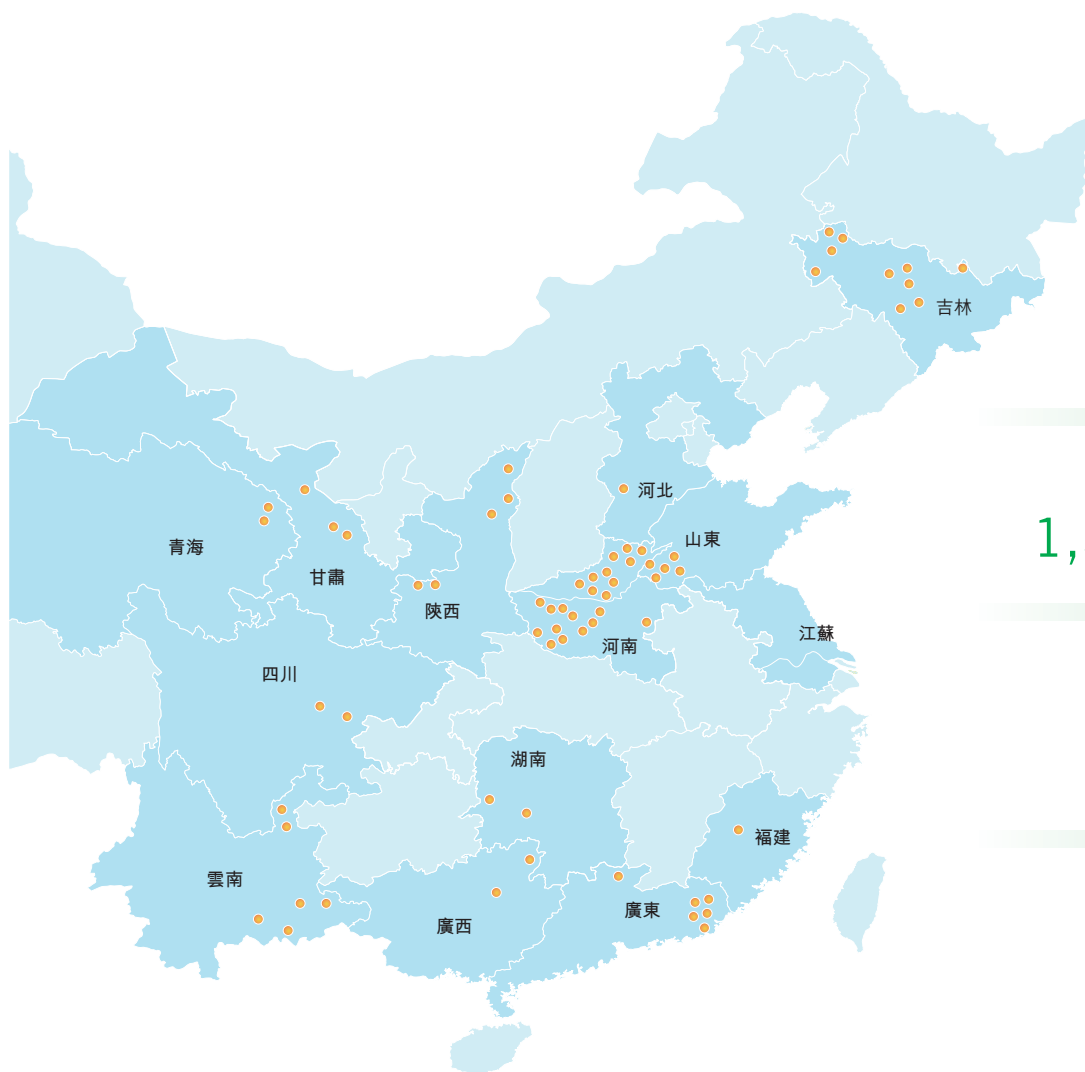 吉林
河北
山東
1,
青海
甘肅
陝西
江蘇
河南
四川
湖南
褔建
雲南
廣東
廣西